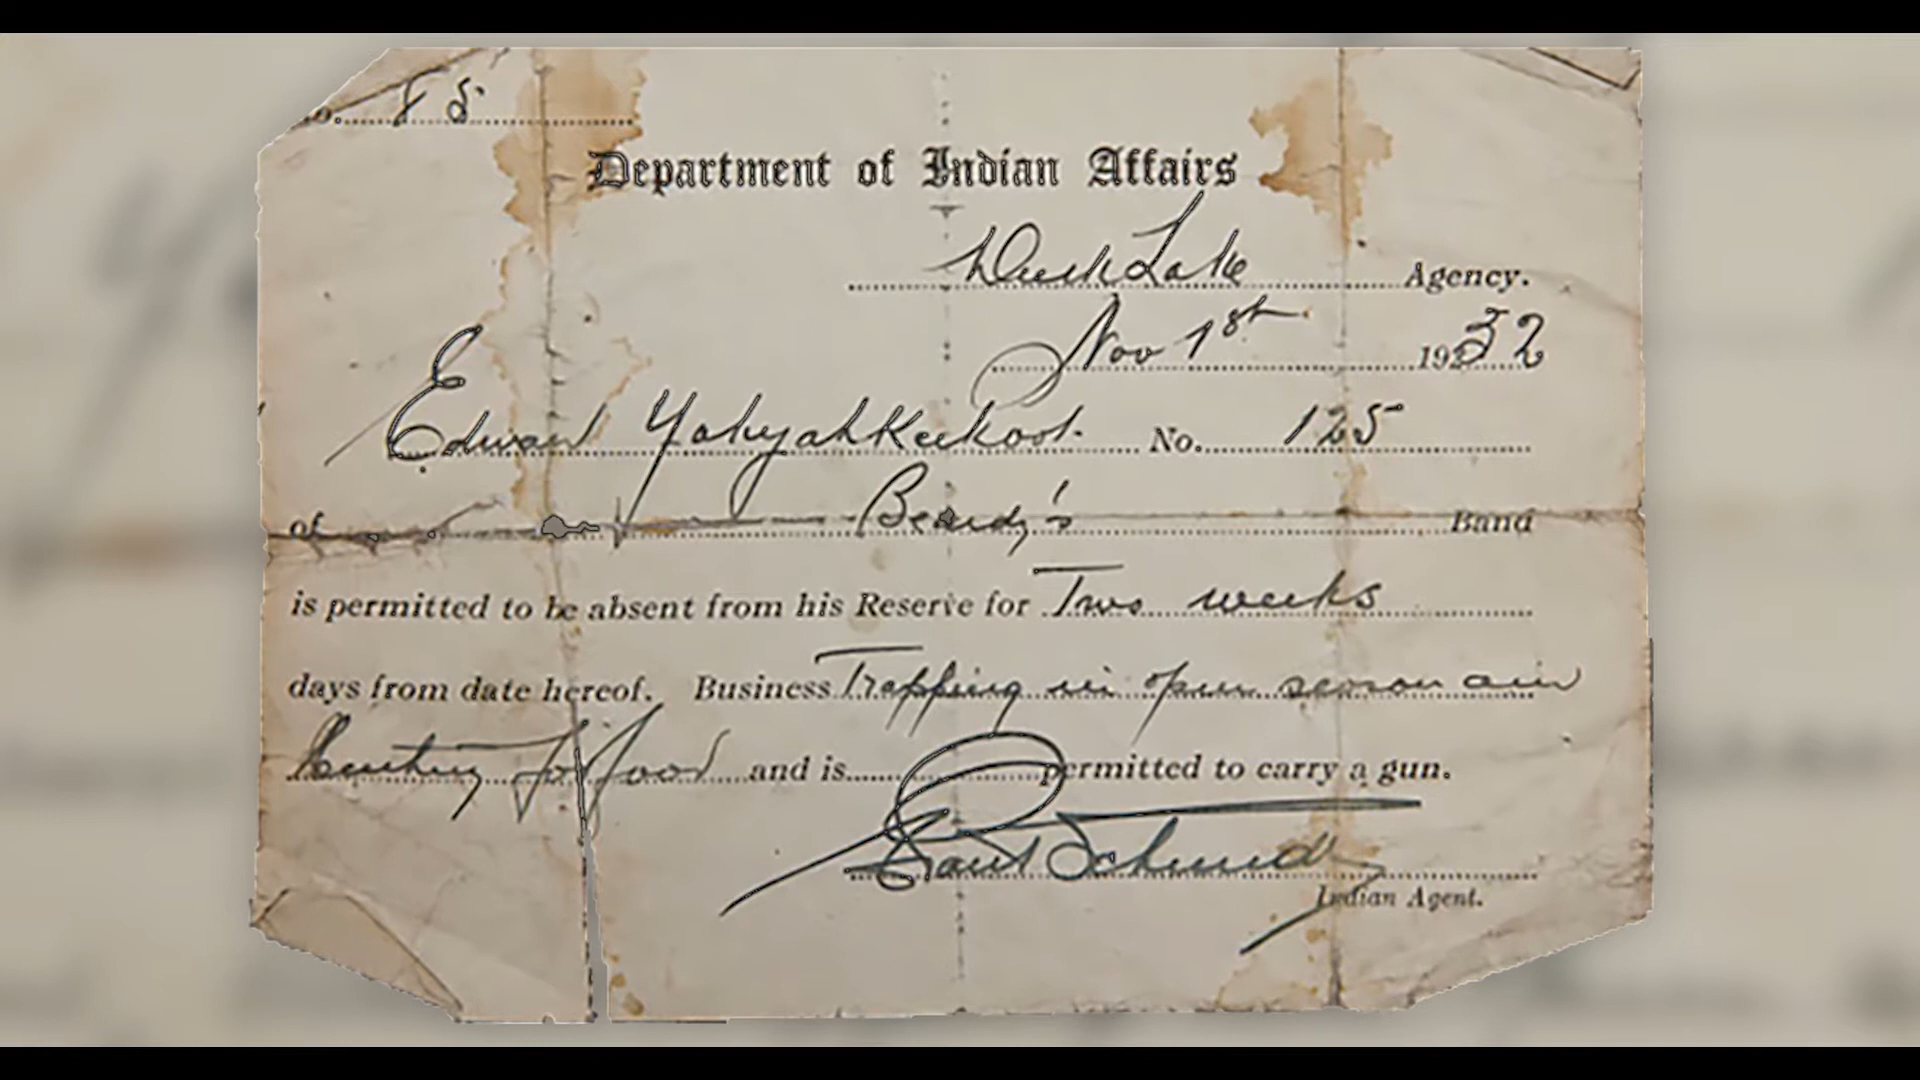 No. 18
Department of Indian Affairs
Duck Lake Agency.
Nov 1st 1932
Edward Yahyahkeekoot. No. 125
of Beardy's Band
is permitted to be absent from his Reserve for Two weeks
days from date hereof. Business Trapping in open season and
hunting for food and is permitted to carry a gun.
Schmidt
Indian Agent.